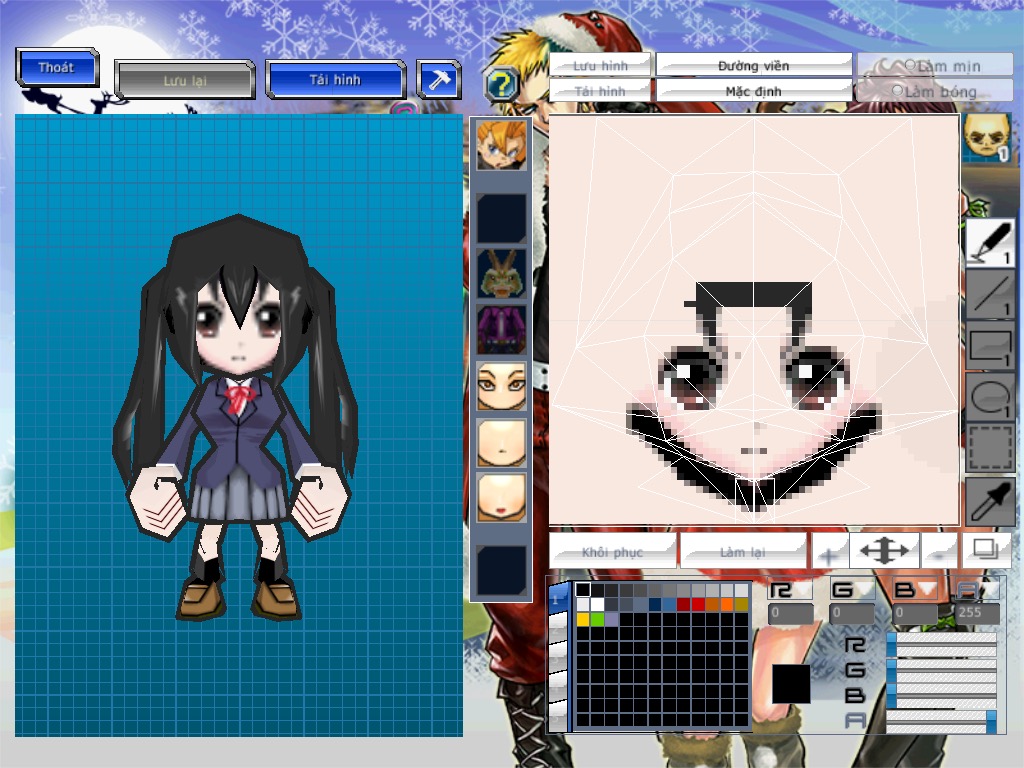 Thoát
Lưu lại
Tải hình
Lưu hình
Đường viền
Làm mịn
Tải hình
Mặc định
Làm bóng
1
1
1
1
1
Khôi phục
Làm lại
1
R G B A
0 0 0 255
R
G
B
A